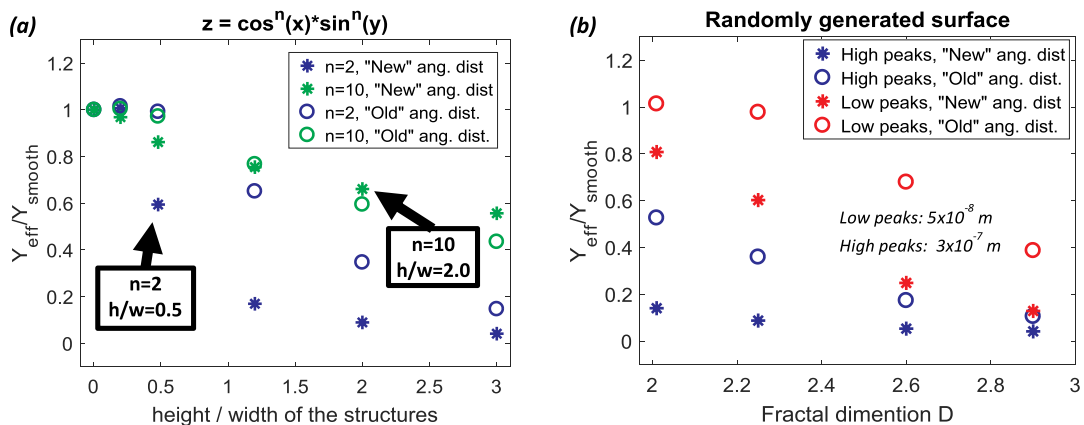 (a)
z = cosⁿ(x)*sinⁿ(y)
Y_eff/Y_smooth
1.2
1
0.8
0.6
0.4
0.2
0
n=2, "New" ang. dist
n=10, "New" ang. dist
n=2, "Old" ang. dist.
n=10, "Old" ang. dist.
n=2
h/w=0.5
n=10
h/w=2.0
0 0.5 1 1.5 2 2.5 3
height / width of the structures
(b)
Randomly generated surface
Y_eff/Y_smooth
1.2
1
0.8
0.6
0.4
0.2
0
High peaks, "New" ang. dist
High peaks, "Old" ang. dist.
Low peaks, "New" ang. dist
Low peaks, "Old" ang. dist.
Low peaks: 5x10⁻⁸ m
High peaks: 3x10⁻⁷ m
2 2.2 2.4 2.6 2.8 3
Fractal dimention D